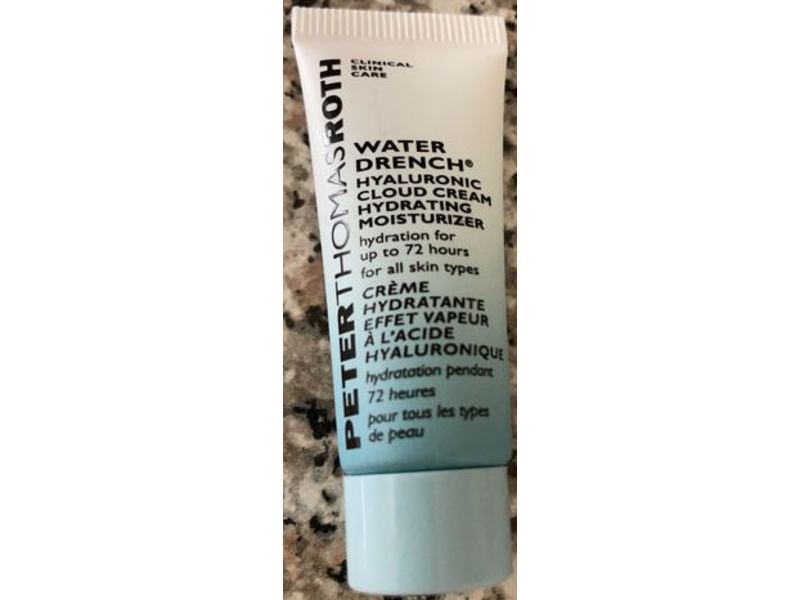 PETERTHOMASROTH
CLINICAL
SKIN
CARE
WATER
DRENCH®
HYALURONIC
CLOUD CREAM
HYDRATING
MOISTURIZER
hydration for
up to 72 hours
for all skin types
CRÈME
HYDRATANTE
EFFET VAPEUR
À L'ACIDE
HYALURONIQUE
hydratation pendant
72 heures
pour tous les types
de peau